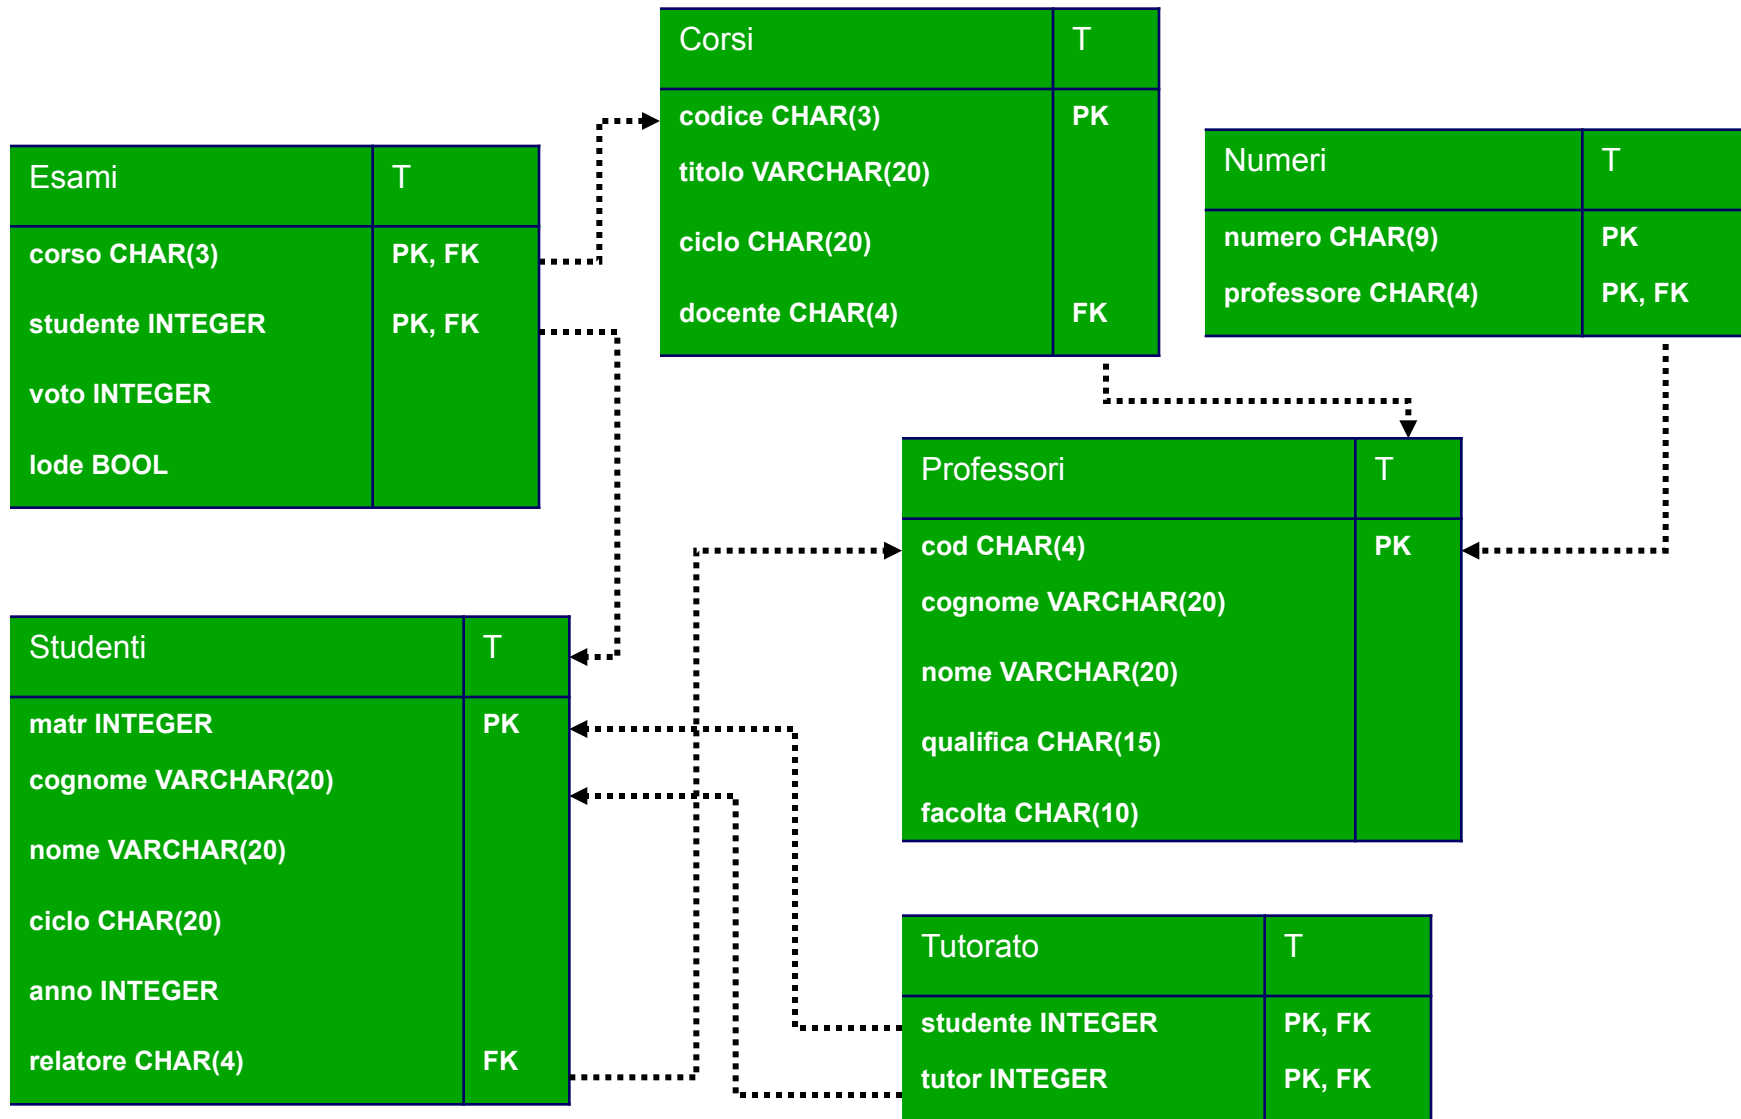 Corsi T
codice CHAR(3) PK
titolo VARCHAR(20)
ciclo CHAR(20)
docente CHAR(4) FK
Numeri T
numero CHAR(9) PK
professore CHAR(4) PK, FK
Esami T
corso CHAR(3) PK, FK
studente INTEGER PK, FK
voto INTEGER
lode BOOL
Professori T
cod CHAR(4) PK
cognome VARCHAR(20)
nome VARCHAR(20)
qualifica CHAR(15)
facolta CHAR(10)
Studenti T
matr INTEGER PK
cognome VARCHAR(20)
nome VARCHAR(20)
ciclo CHAR(20)
anno INTEGER
relatore CHAR(4) FK
Tutorato T
studente INTEGER PK, FK
tutor INTEGER PK, FK